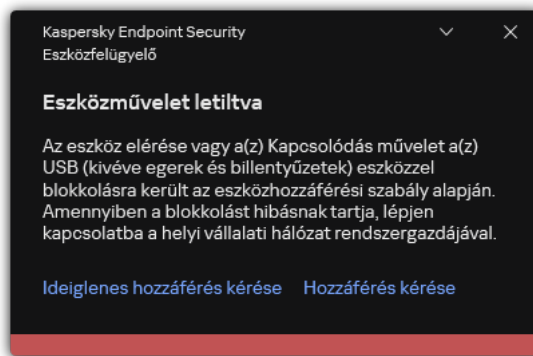 Kaspersky Endpoint Security
Eszközfelügyelő
Eszközművelet letiltva
Az eszköz elérése vagy a(z) Kapcsolódás művelet a(z)
USB (kivéve egerek és billentyűzetek) eszközzel
blokkolásra került az eszközhozzáférési szabály alapján.
Amennyiben a blokkolást hibásnak tartja, lépjen
kapcsolatba a helyi vállalati hálózat rendszergazdájával.
Ideiglenes hozzáférés kérése Hozzáférés kérése